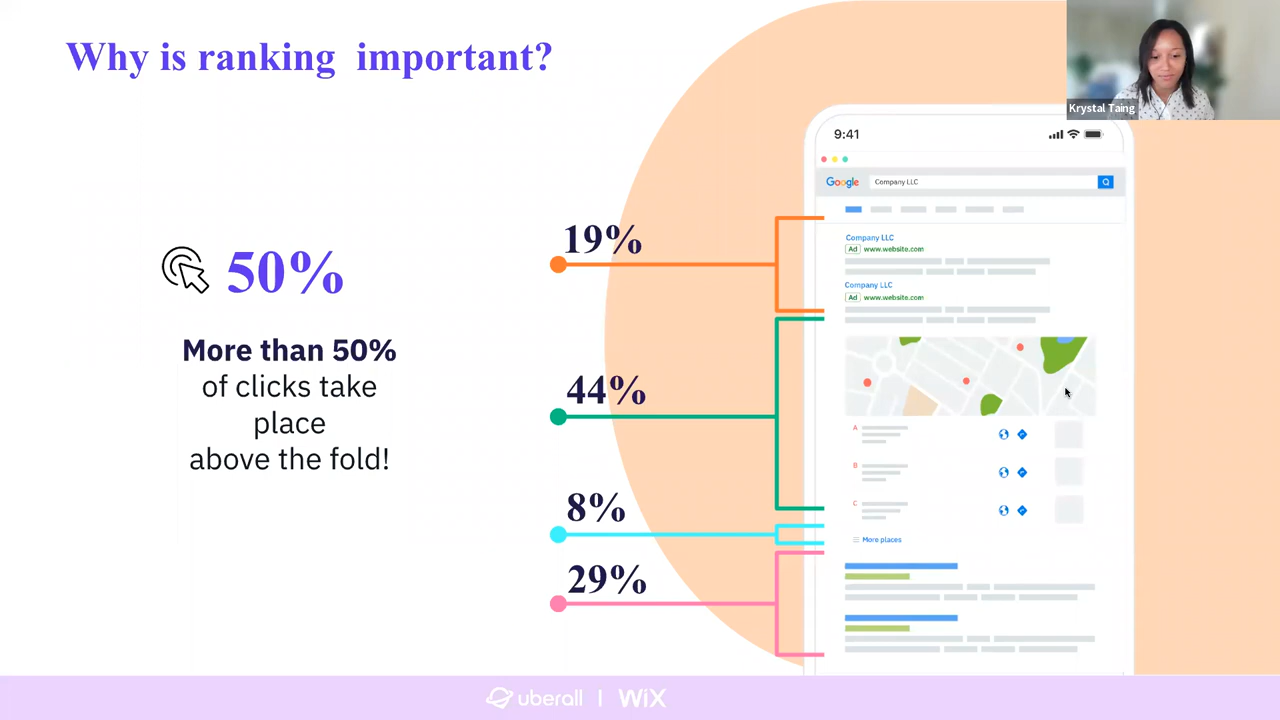 Why is ranking important?
Krystal Taing
9:41
Google
Company LLC
Company LLC
Ad www.website.com
Company LLC
Ad www.website.com
19%
50%
More than 50%
of clicks take
place
above the fold!
44%
A
B
C
8%
More places
29%
uberall | WiX